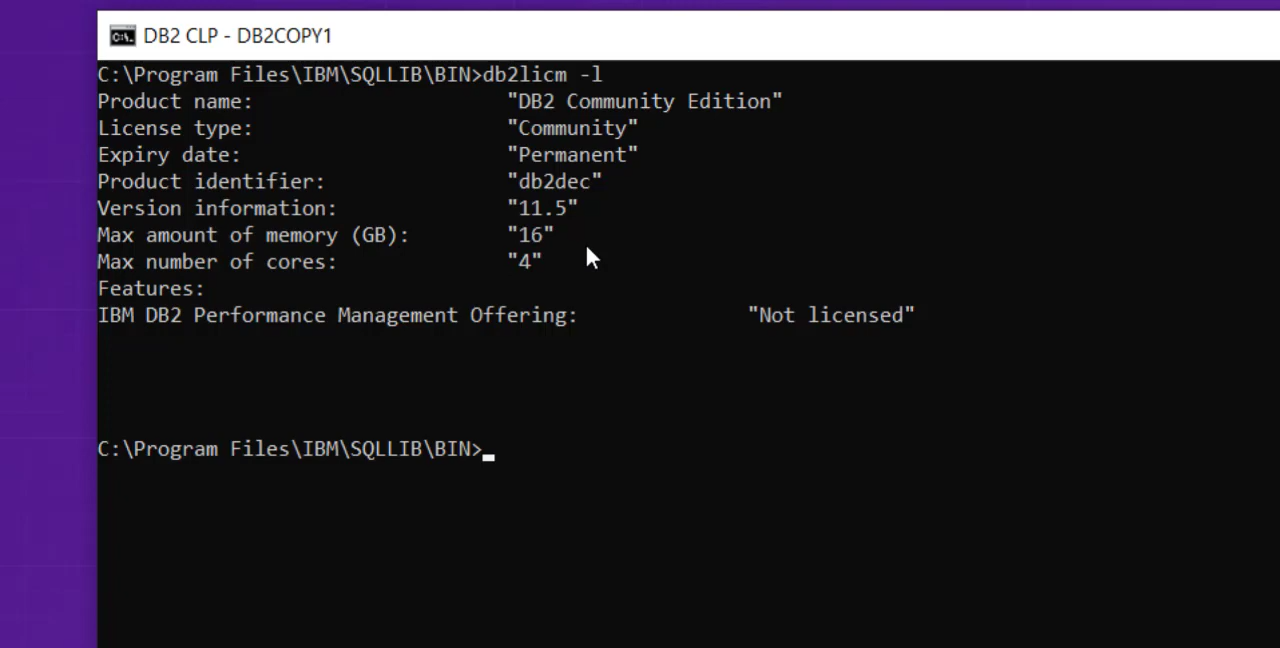 DB2 CLP - DB2COPY1
C:\Program Files\IBM\SQLLIB\BIN>db2licm -l
Product name: "DB2 Community Edition"
License type: "Community"
Expiry date: "Permanent"
Product identifier: "db2dec"
Version information: "11.5"
Max amount of memory (GB): "16"
Max number of cores: "4"
Features:
IBM DB2 Performance Management Offering: "Not licensed"
C:\Program Files\IBM\SQLLIB\BIN>